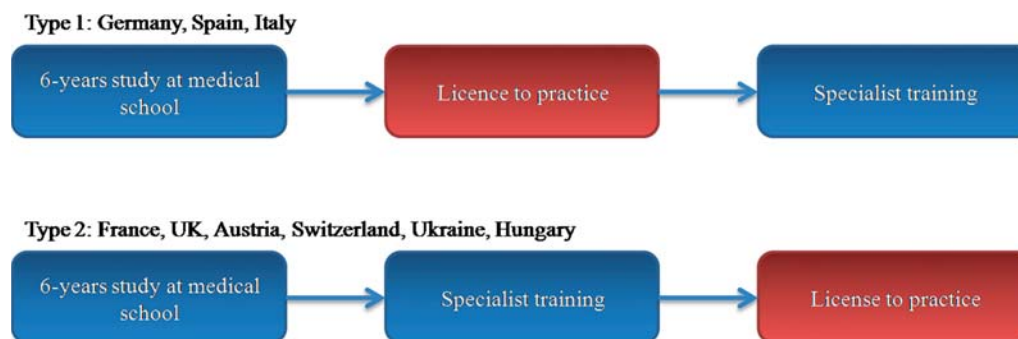 Type 1: Germany, Spain, Italy
6-years study at medical
school
Licence to practice
Specialist training
Type 2: France, UK, Austria, Switzerland, Ukraine, Hungary
6-years study at medical
school
Specialist training
License to practice